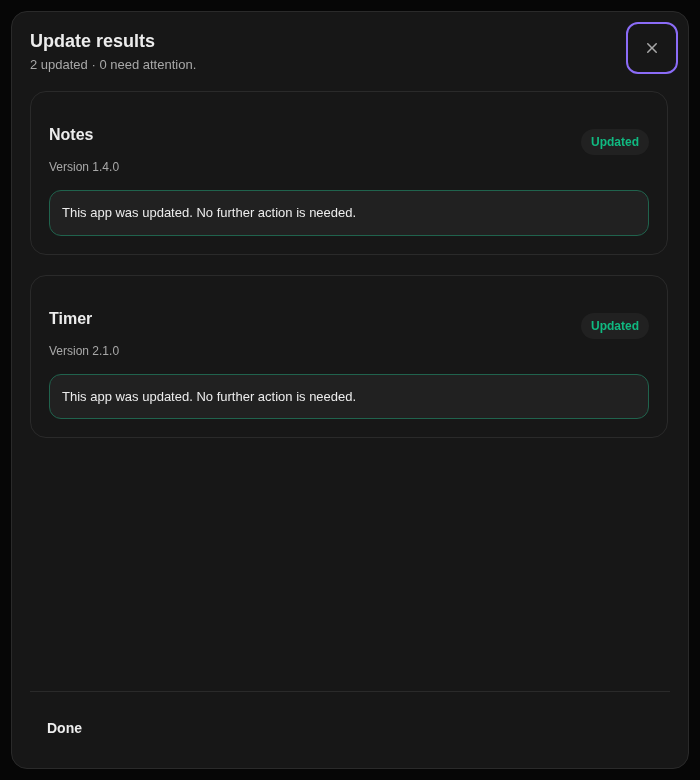 Update results
2 updated · 0 need attention.
Notes
Updated
Version 1.4.0
This app was updated. No further action is needed.
Timer
Updated
Version 2.1.0
This app was updated. No further action is needed.
Done